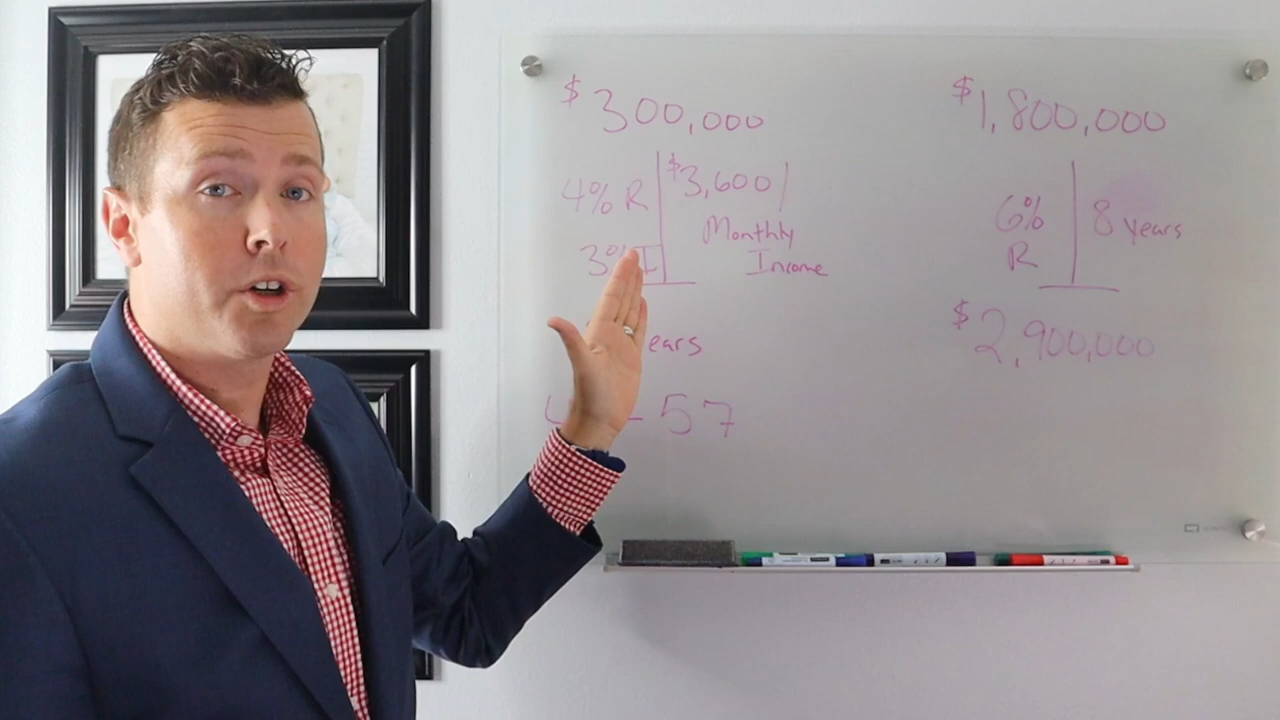 $300,000
4% R $3,600/
Monthly
3% I Income
ears
- 57
$1,800,000
6% 8 years
R
$2,900,000